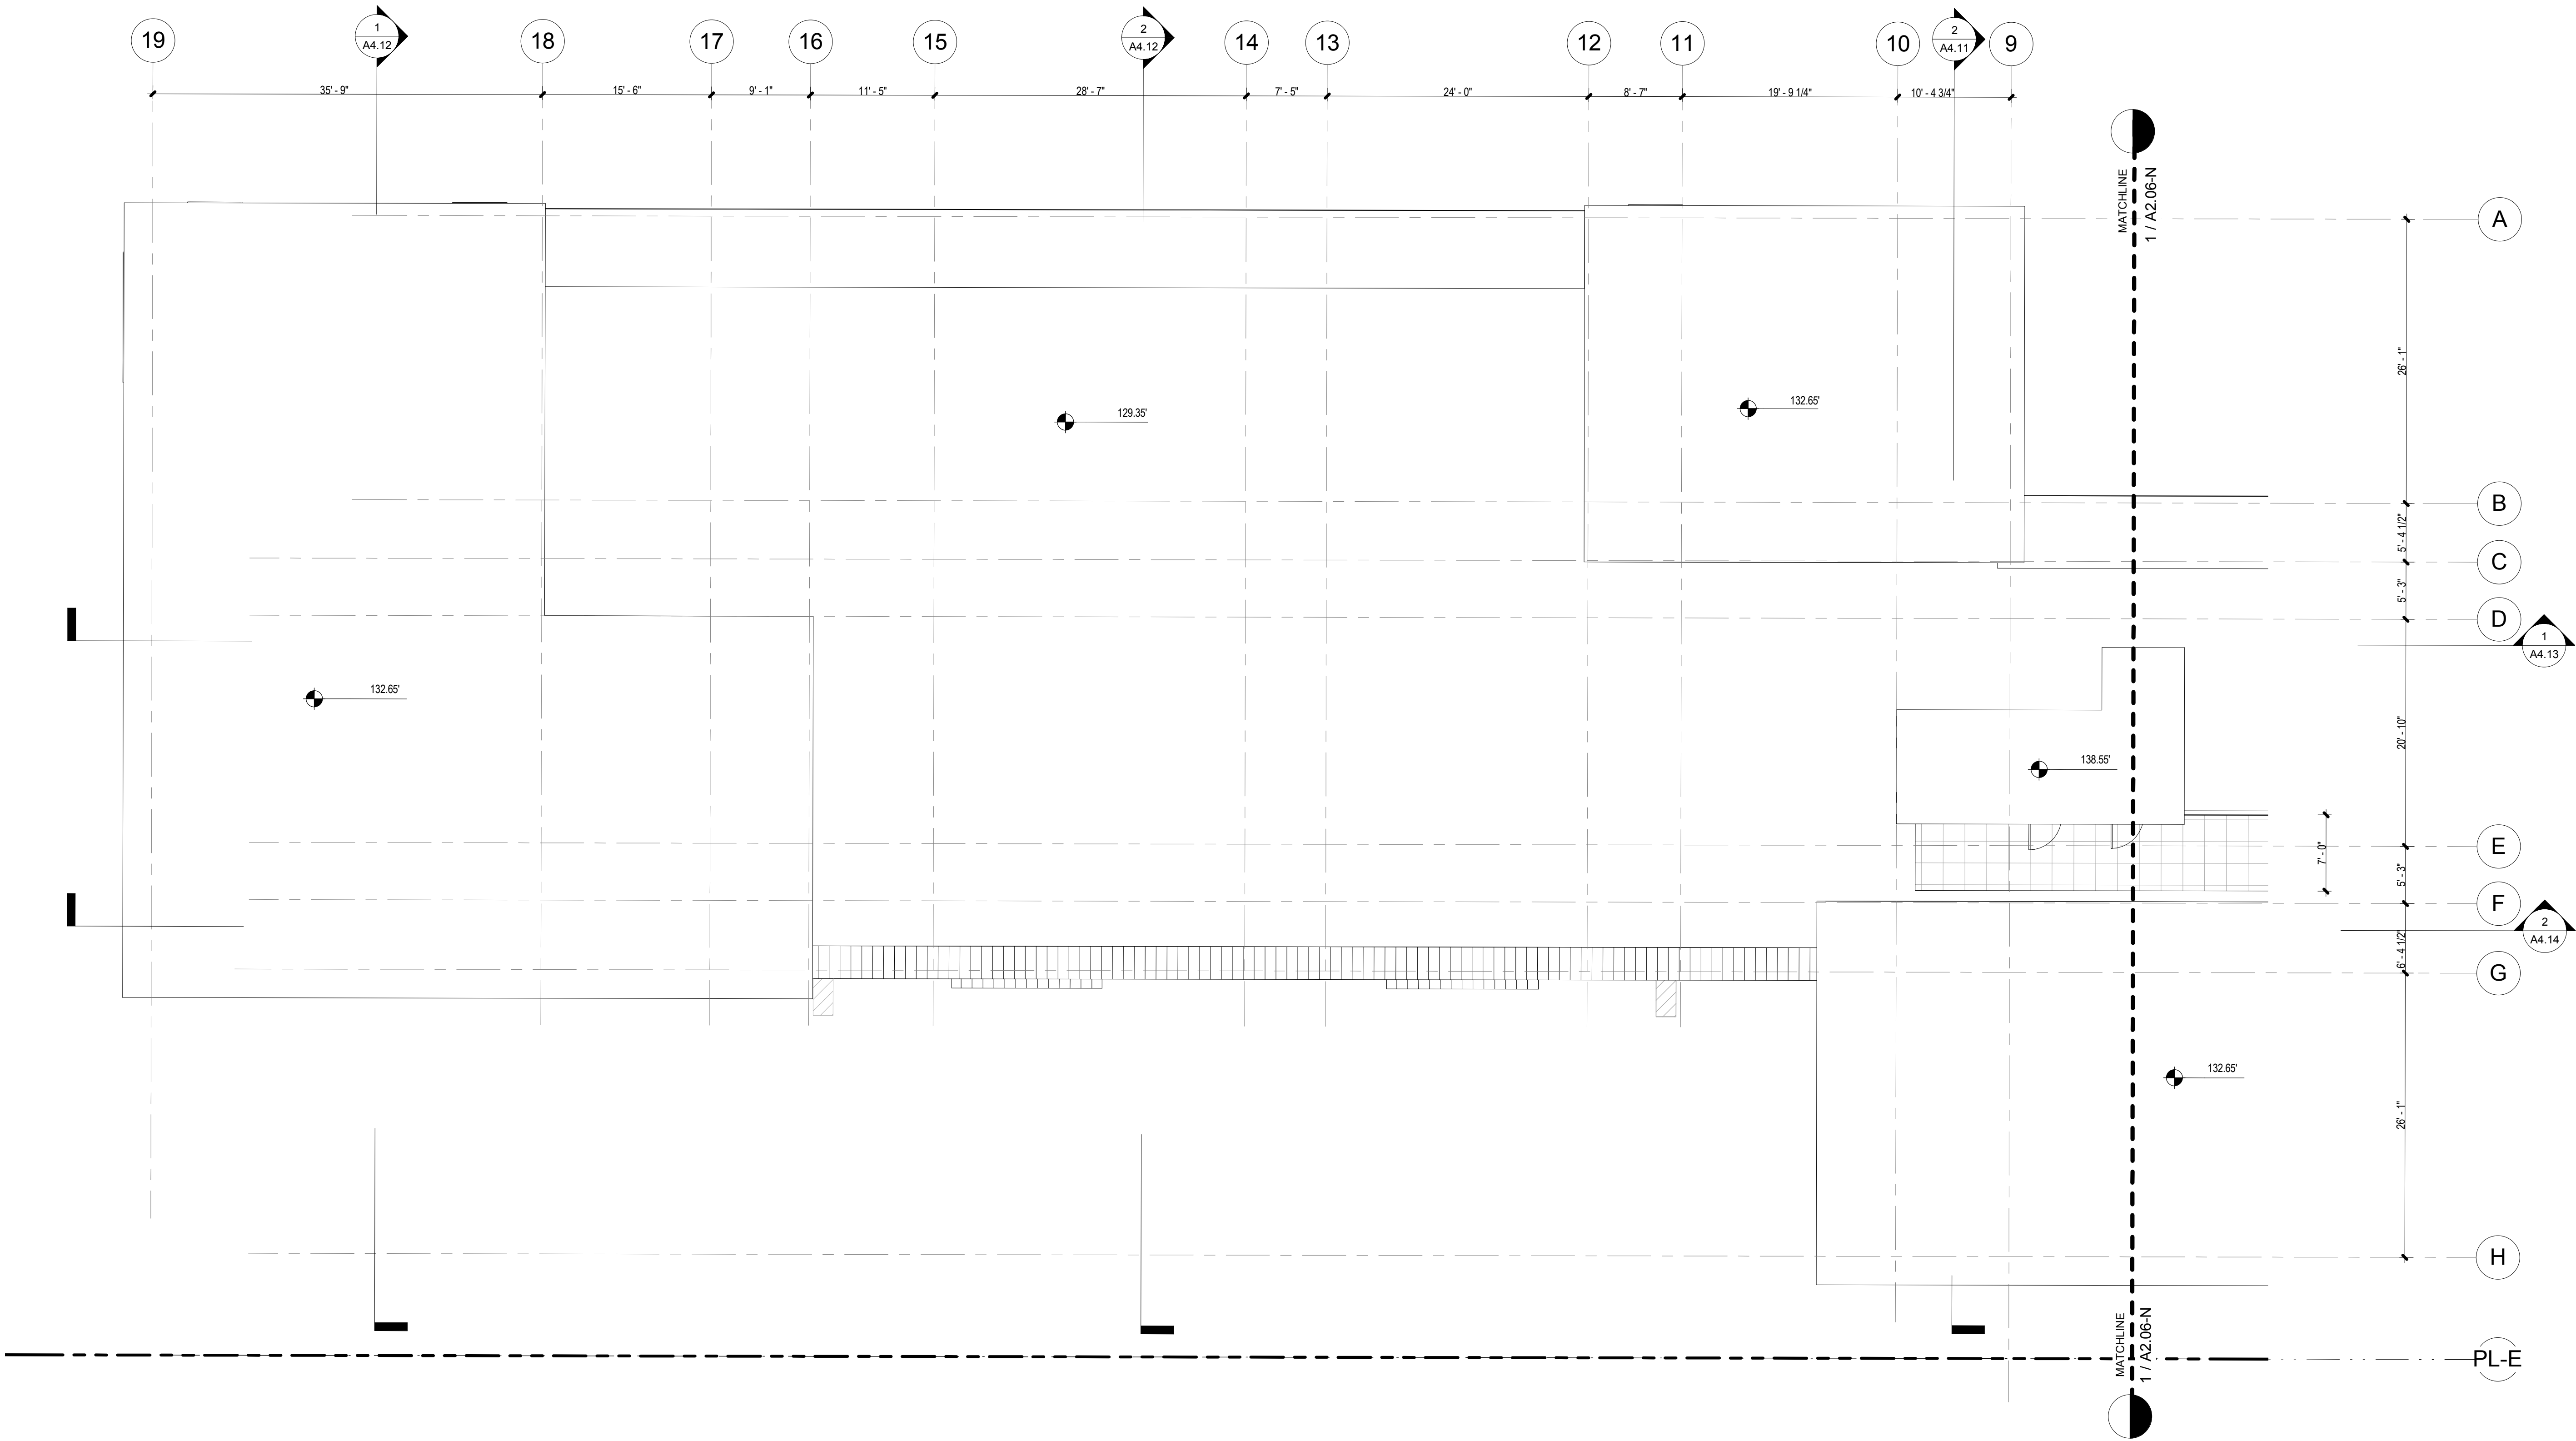 19
1
A4.12
18
17
16
15
2
A4.12
14
13
12
11
10
2
A4.11
9
35' - 9"
15' - 6"
9' - 1"
11' - 5"
28' - 7"
7' - 5"
24' - 0"
8' - 7"
19' - 9 1/4"
10' - 4 3/4"
MATCHLINE
1 / A2.06-N
A
26' - 1"
129.35'
132.65'
B
5' - 4 1/2"
C
5' - 3"
D
1
A4.13
132.65'
20' - 10"
138.55'
7' - 0"
E
5' - 3"
F
2
A4.14
6' - 4 1/2"
G
132.65'
26' - 1"
H
MATCHLINE
1 / A2.06-N
PL-E